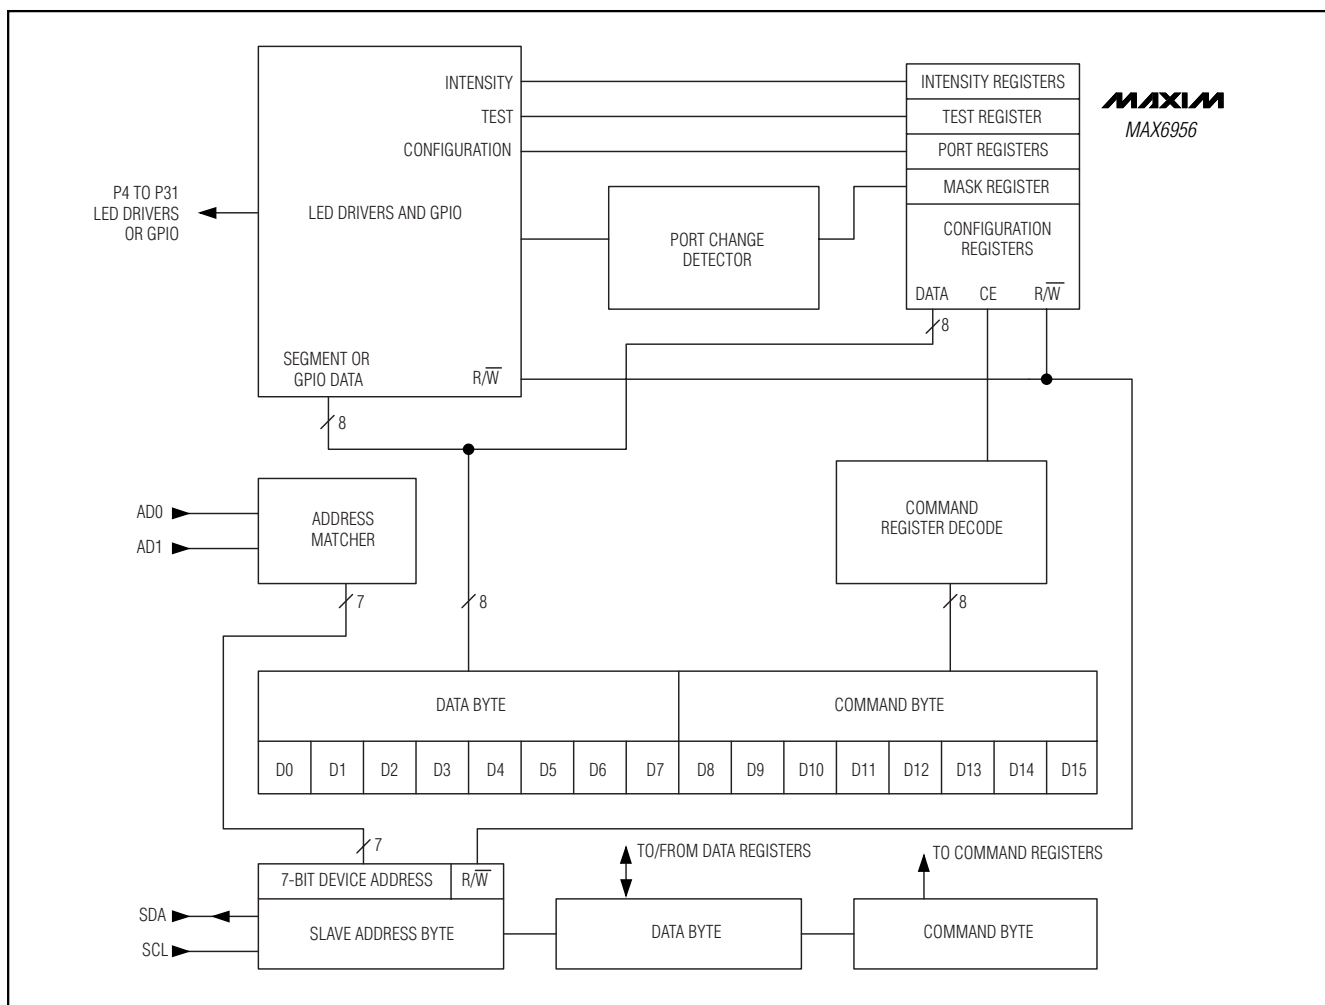 INTENSITY
TEST
CONFIGURATION
LED DRIVERS AND GPIO
SEGMENT OR
GPIO DATA
R/W̅
P4 TO P31
LED DRIVERS
OR GPIO
PORT CHANGE
DETECTOR
INTENSITY REGISTERS
TEST REGISTER
PORT REGISTERS
MASK REGISTER
CONFIGURATION
REGISTERS
DATA CE R/W̅
MAXIM
MAX6956
8
8
AD0
AD1
ADDRESS
MATCHER
COMMAND
REGISTER DECODE
7
8
8
DATA BYTE COMMAND BYTE
D0 D1 D2 D3 D4 D5 D6 D7 D8 D9 D10 D11 D12 D13 D14 D15
7
7-BIT DEVICE ADDRESS R/W̅
SLAVE ADDRESS BYTE
SDA
SCL
TO/FROM DATA REGISTERS
DATA BYTE
TO COMMAND REGISTERS
COMMAND BYTE